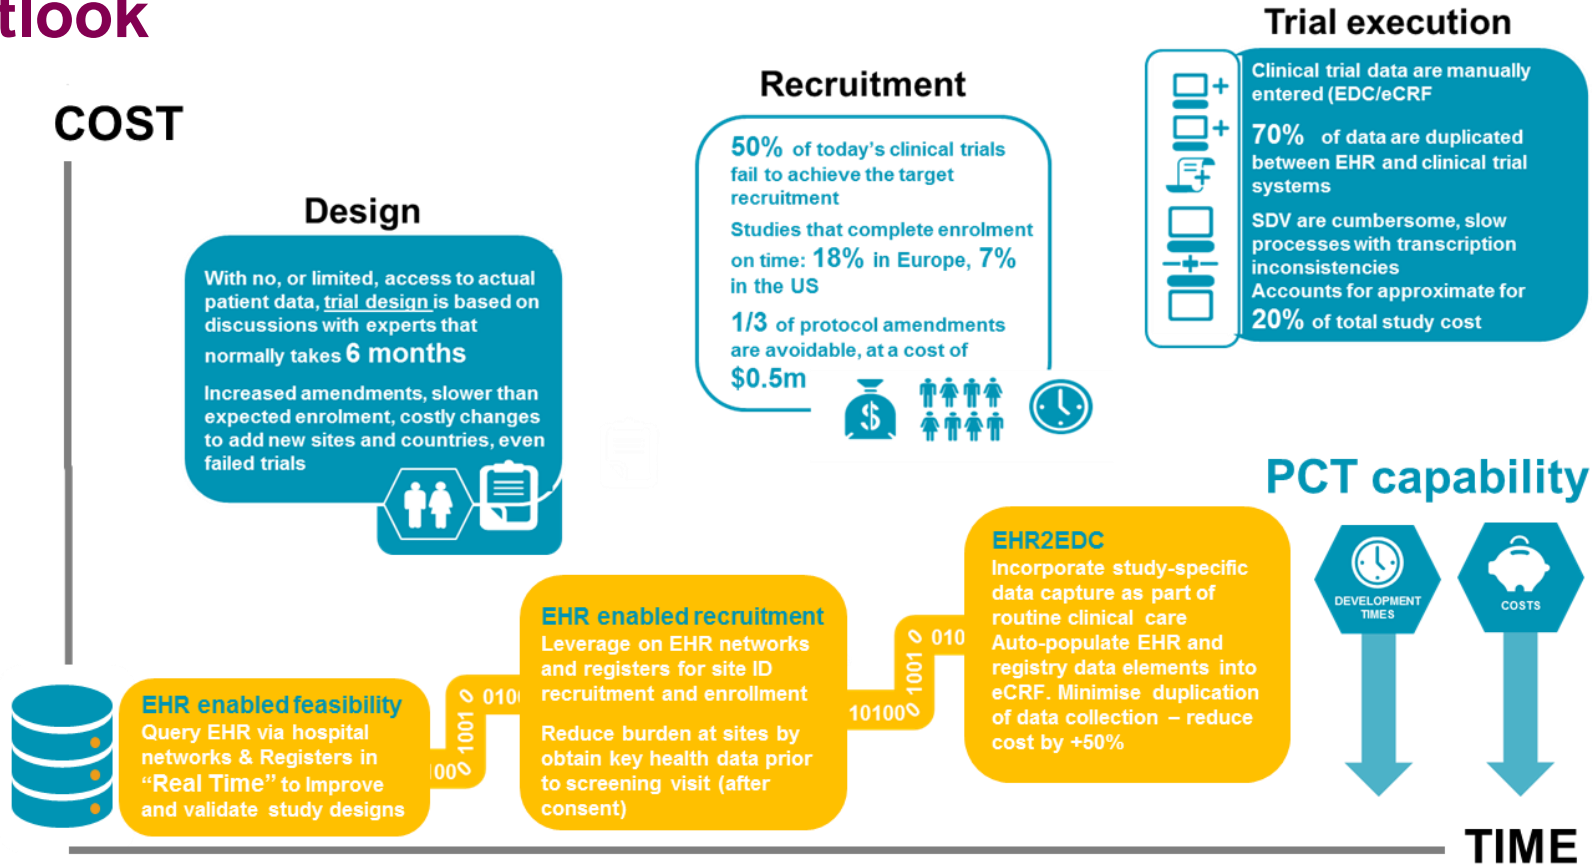 tlook
COST
Design
With no, or limited, access to actual
patient data, trial design is based on
discussions with experts that
normally takes 6 months
Increased amendments, slower than
expected enrolment, costly changes
to add new sites and countries, even
failed trials
Recruitment
50% of today's clinical trials
fail to achieve the target
recruitment
Studies that complete enrolment
on time: 18% in Europe, 7%
in the US
1/3 of protocol amendments
are avoidable, at a cost of
$0.5m
$
Trial execution
Clinical trial data are manually
entered (EDC/eCRF
70% of data are duplicated
between EHR and clinical trial
systems
SDV are cumbersome, slow
processes with transcription
inconsistencies
Accounts for approximate for
20% of total study cost
PCT capability
DEVELOPMENT
TIMES
COSTS
EHR enabled feasibility
Query EHR via hospital
networks & Registers in
“Real Time” to Improve
and validate study designs
100
0 1001 0
010
EHR enabled recruitment
Leverage on EHR networks
and registers for site ID
recruitment and enrollment
Reduce burden at sites by
obtain key health data prior
to screening visit (after
consent)
10100
0 1001 0
010
EHR2EDC
Incorporate study-specific
data capture as part of
routine clinical care
Auto-populate EHR and
registry data elements into
eCRF. Minimise duplication
of data collection – reduce
cost by +50%
TIME